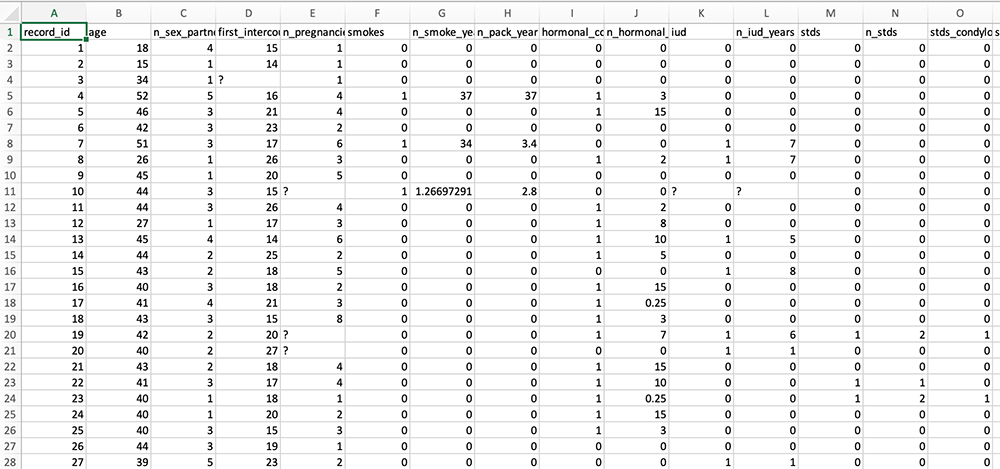 A B C D E F G H I J K L M N O
1 record_id age n_sex_partn first_interco n_pregnanci smokes n_smoke_ye n_pack_year hormonal_co n_hormonal_ iud n_iud_years stds n_stds stds_condylo s
2 1 18 4 15 1 0 0 0 0 0 0 0 0 0 0
3 2 15 1 14 1 0 0 0 0 0 0 0 0 0 0
4 3 34 1 ? 1 0 0 0 0 0 0 0 0 0 0
5 4 52 5 16 4 1 37 37 1 3 0 0 0 0 0
6 5 46 3 21 4 0 0 0 1 15 0 0 0 0 0
7 6 42 3 23 2 0 0 0 0 0 0 0 0 0 0
8 7 51 3 17 6 1 34 3.4 0 0 1 7 0 0 0
9 8 26 1 26 3 0 0 0 1 2 1 7 0 0 0
10 9 45 1 20 5 0 0 0 0 0 0 0 0 0 0
11 10 44 3 15 ? 1 1.26697291 2.8 0 0 ? ? 0 0 0
12 11 44 3 26 4 0 0 0 1 2 0 0 0 0 0
13 12 27 1 17 3 0 0 0 1 8 0 0 0 0 0
14 13 45 4 14 6 0 0 0 1 10 1 5 0 0 0
15 14 44 2 25 2 0 0 0 1 5 0 0 0 0 0
16 15 43 2 18 5 0 0 0 0 0 1 8 0 0 0
17 16 40 3 18 2 0 0 0 1 15 0 0 0 0 0
18 17 41 4 21 3 0 0 0 1 0.25 0 0 0 0 0
19 18 43 3 15 8 0 0 0 1 3 0 0 0 0 0
20 19 42 2 20 ? 0 0 0 1 7 1 6 1 2 1
21 20 40 2 27 ? 0 0 0 0 0 1 1 0 0 0
22 21 43 2 18 4 0 0 0 1 15 0 0 0 0 0
23 22 41 3 17 4 0 0 0 1 10 0 0 1 1 0
24 23 40 1 18 1 0 0 0 1 0.25 0 0 1 2 1
25 24 40 1 20 2 0 0 0 1 15 0 0 0 0 0
26 25 40 3 15 3 0 0 0 1 3 0 0 0 0 0
27 26 44 3 19 1 0 0 0 0 0 0 0 0 0 0
28 27 39 5 23 2 0 0 0 0 0 1 1 0 0 0